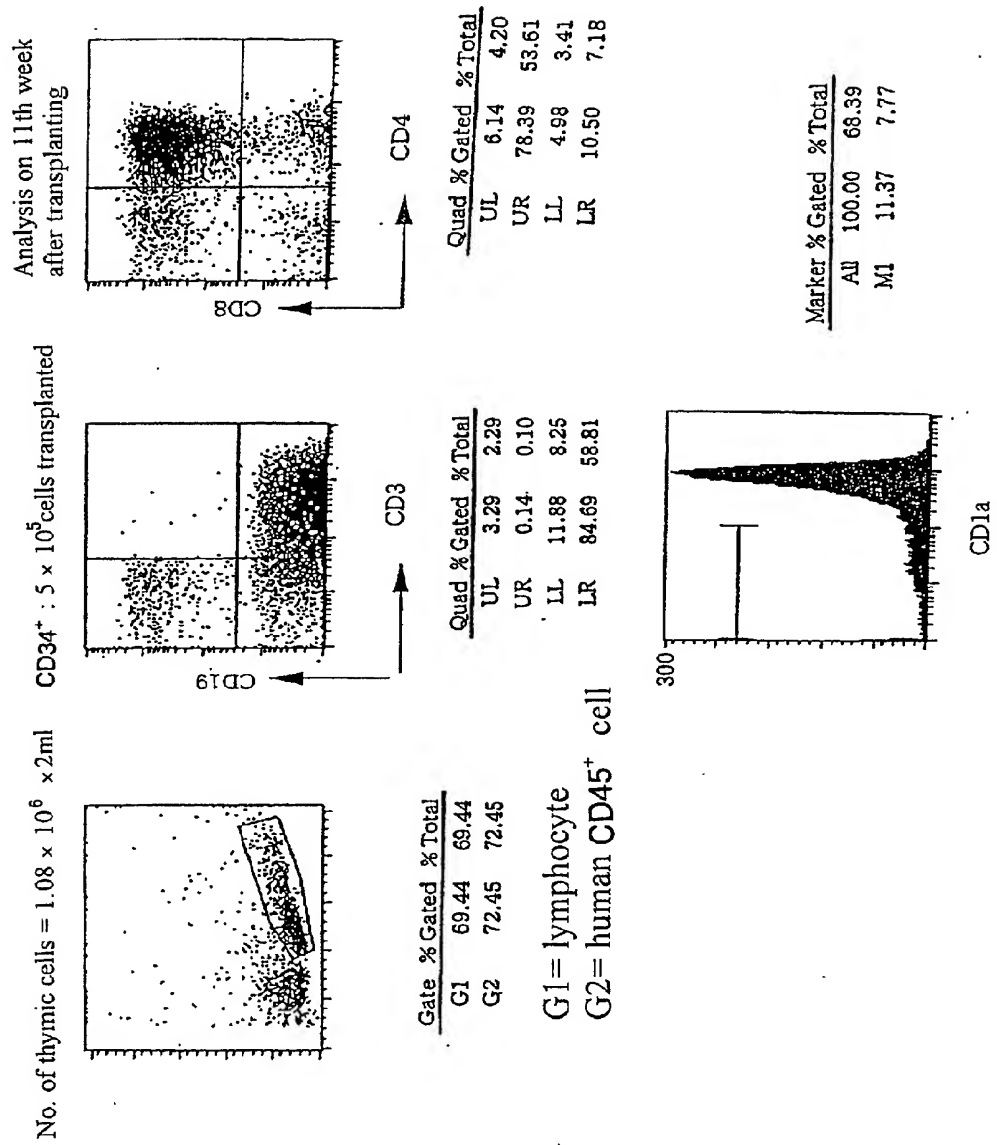 No. of thymic cells = 1.08 × 10⁶ × 2ml
CD34⁺ : 5 × 10⁵ cells transplanted
Analysis on 11th week
after transplanting
Gate % Gated % Total
G1 69.44 69.44
G2 72.45 72.45
G1= lymphocyte
G2= human CD45⁺ cell
CD19
CD3
Quad % Gated % Total
UL 3.29 2.29
UR 0.14 0.10
LL 11.88 8.25
LR 84.69 58.81
CD8
CD4
Quad % Gated % Total
UL 6.14 4.20
UR 78.39 53.61
LL 4.98 3.41
LR 10.50 7.18
300
CD1a
Marker % Gated % Total
All 100.00 68.39
M1 11.37 7.77